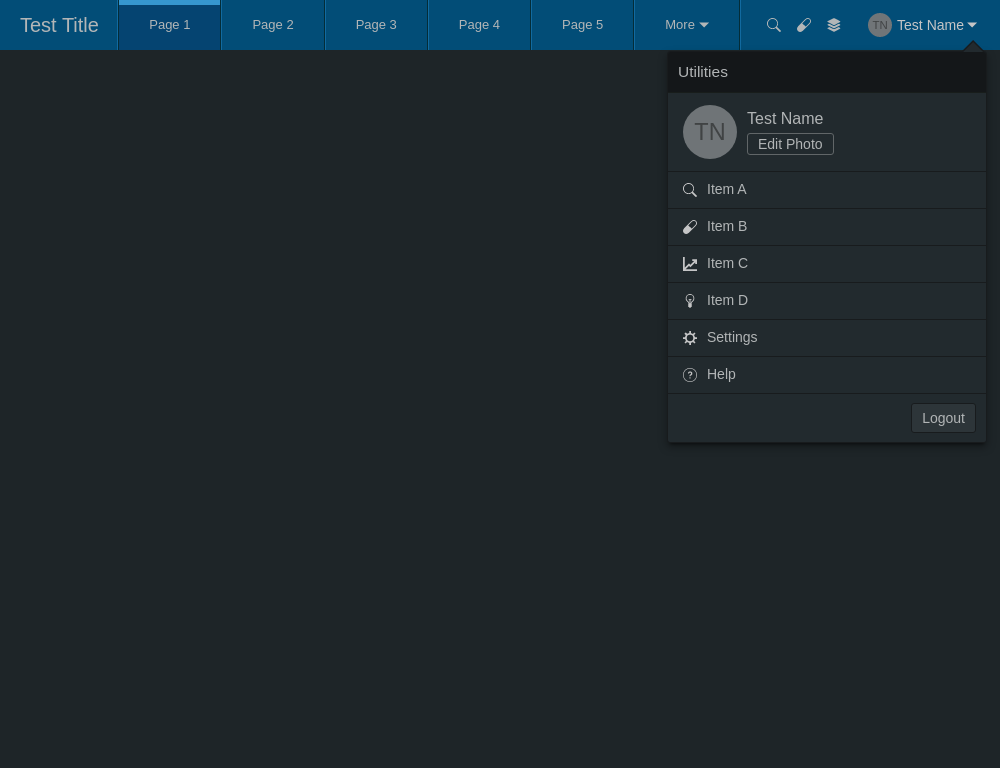 Test Title Page 1 Page 2 Page 3 Page 4 Page 5 More TN Test Name
Utilities
TN Test Name
Edit Photo
Item A
Item B
Item C
Item D
Settings
Help
Logout